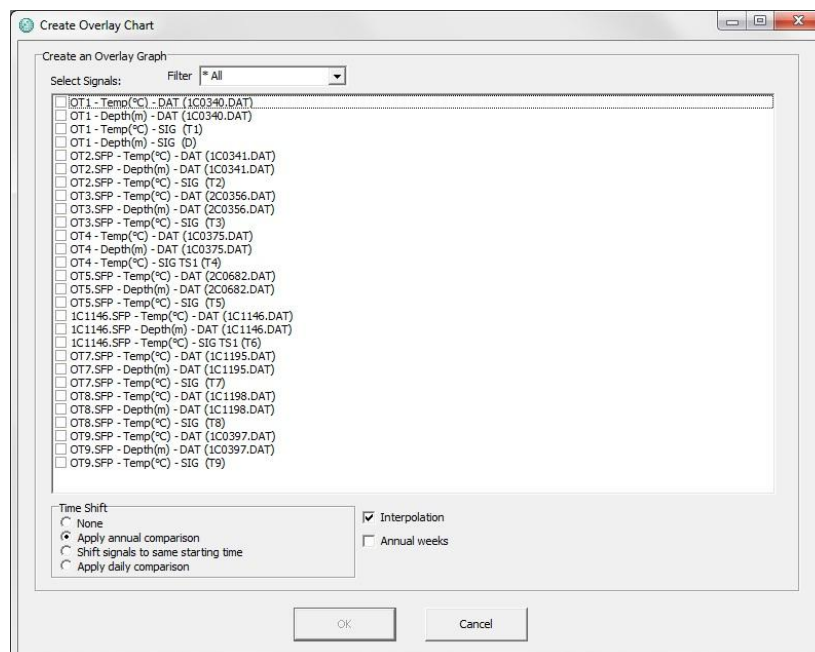 Create Overlay Chart
Create an Overlay Graph
Select Signals: Filter * All
OT1 - Temp(°C) - DAT (1C0340.DAT)
OT1 - Depth(m) - DAT (1C0340.DAT)
OT1 - Temp(°C) - SIG (T1)
OT1 - Depth(m) - SIG (D)
OT2.SFP - Temp(°C) - DAT (1C0341.DAT)
OT2.SFP - Depth(m) - DAT (1C0341.DAT)
OT2.SFP - Temp(°C) - SIG (T2)
OT3.SFP - Temp(°C) - DAT (2C0356.DAT)
OT3.SFP - Depth(m) - DAT (2C0356.DAT)
OT3.SFP - Temp(°C) - SIG (T3)
OT4 - Temp(°C) - DAT (1C0375.DAT)
OT4 - Depth(m) - DAT (1C0375.DAT)
OT4 - Temp(°C) - SIG TS1 (T4)
OT5.SFP - Temp(°C) - DAT (2C0682.DAT)
OT5.SFP - Depth(m) - DAT (2C0682.DAT)
OT5.SFP - Temp(°C) - SIG (T5)
1C1146.SFP - Temp(°C) - DAT (1C1146.DAT)
1C1146.SFP - Depth(m) - DAT (1C1146.DAT)
1C1146.SFP - Temp(°C) - SIG TS1 (T6)
OT7.SFP - Temp(°C) - DAT (1C1195.DAT)
OT7.SFP - Depth(m) - DAT (1C1195.DAT)
OT7.SFP - Temp(°C) - SIG (T7)
OT8.SFP - Temp(°C) - DAT (1C1198.DAT)
OT8.SFP - Depth(m) - DAT (1C1198.DAT)
OT8.SFP - Temp(°C) - SIG (T8)
OT9.SFP - Temp(°C) - DAT (1C0397.DAT)
OT9.SFP - Depth(m) - DAT (1C0397.DAT)
OT9.SFP - Temp(°C) - SIG (T9)
Time Shift
None
Apply annual comparison
Shift signals to same starting time
Apply daily comparison
Interpolation
Annual weeks
OK
Cancel